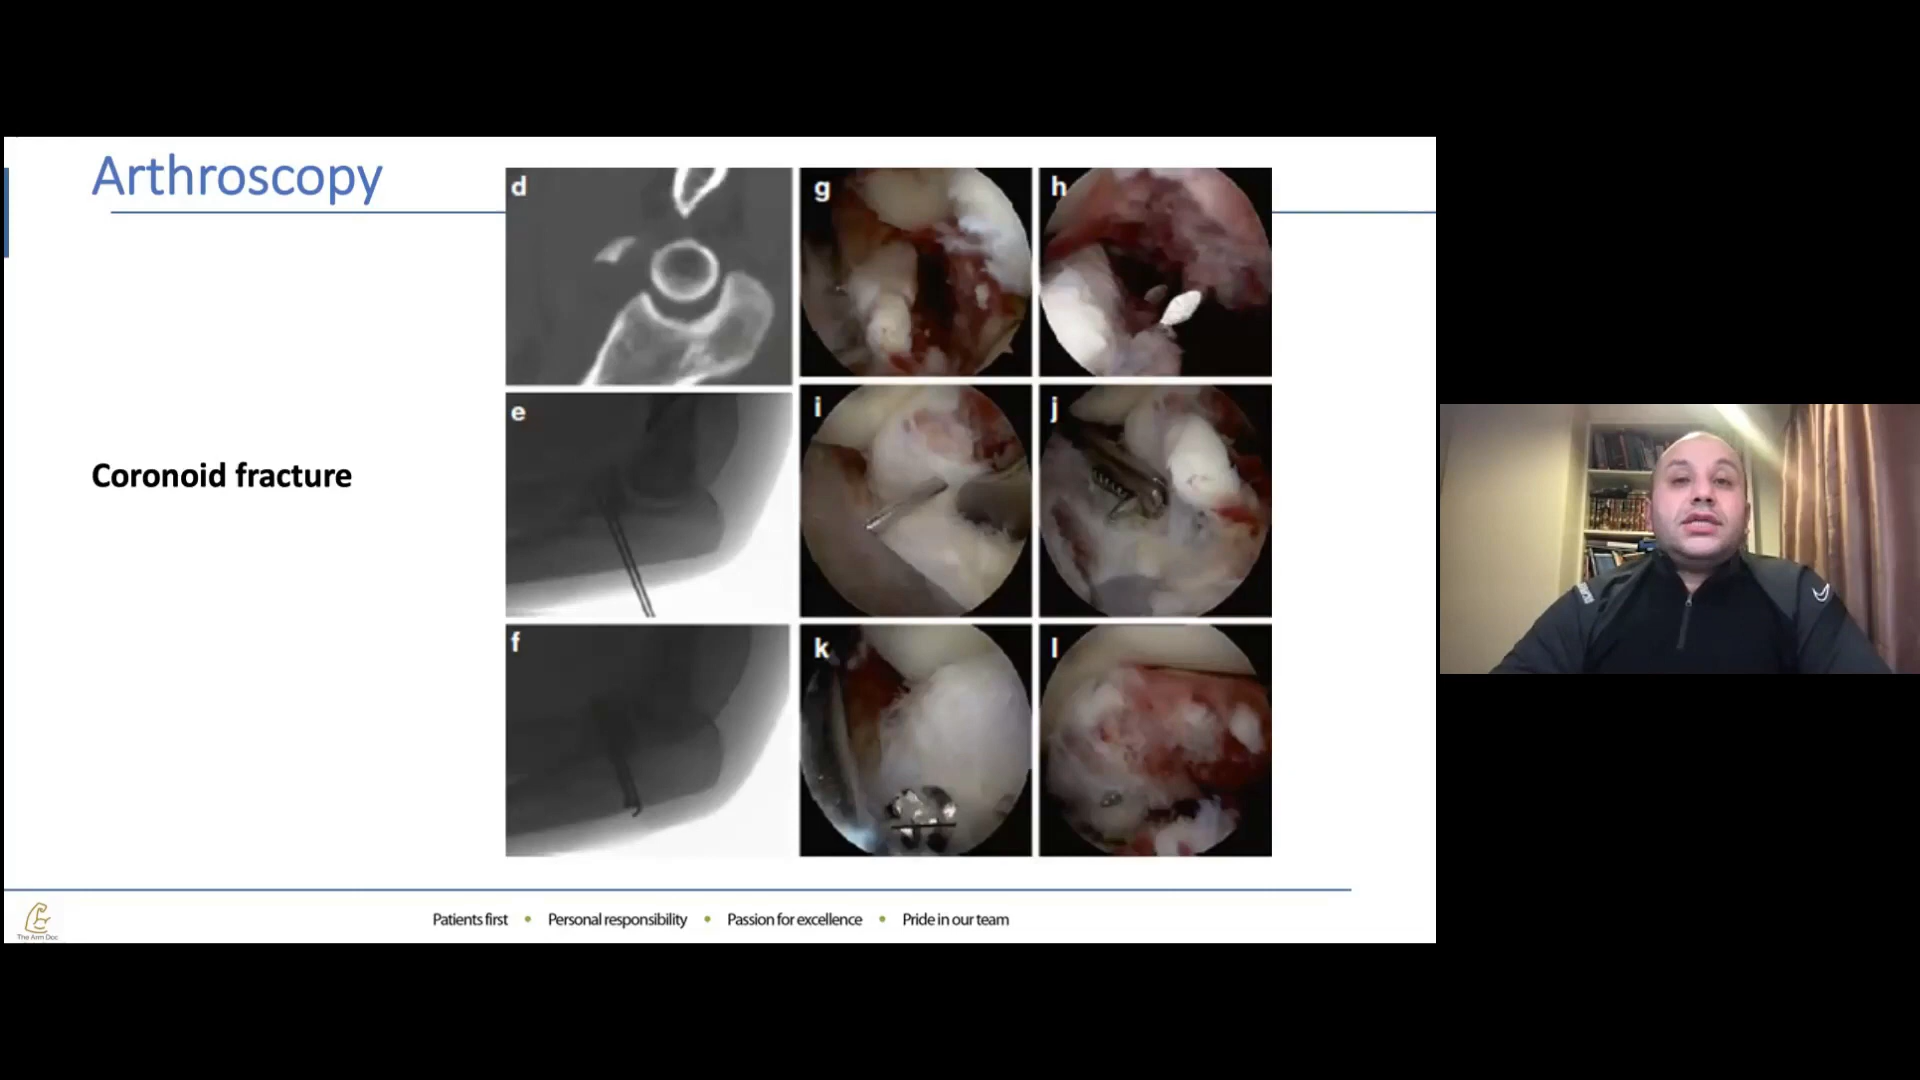 Arthroscopy
Coronoid fracture
d
g
h
e
i
j
f
k
l
The Arm Doc
Patients first • Personal responsibility • Passion for excellence • Pride in our team